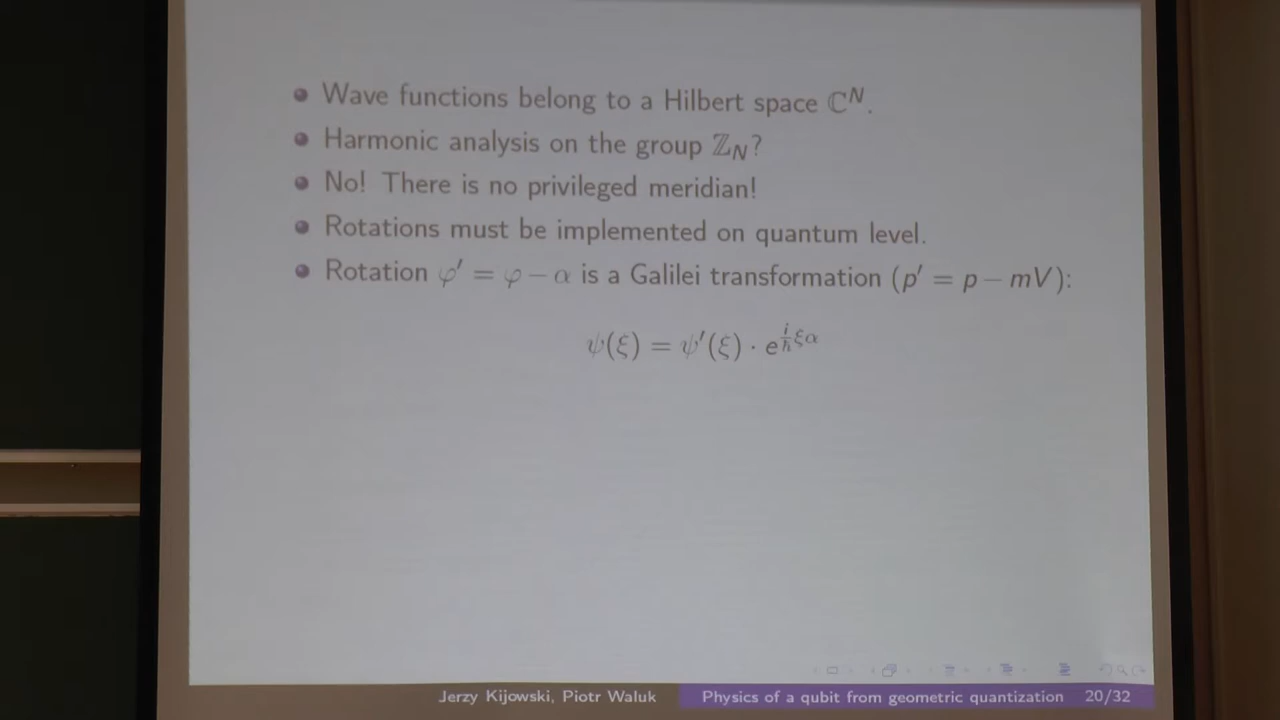 Wave functions belong to a Hilbert space ℂᴺ.
Harmonic analysis on the group ℤ_N?
No! There is no privileged meridian!
Rotations must be implemented on quantum level.
Rotation φ′ = φ − α is a Galilei transformation (p′ = p − mV):
ψ(ξ) = ψ′(ξ) · e^{\frac{i}{ħ}ξα}
Jerzy Kijowski, Piotr Waluk Physics of a qubit from geometric quantization 20/32